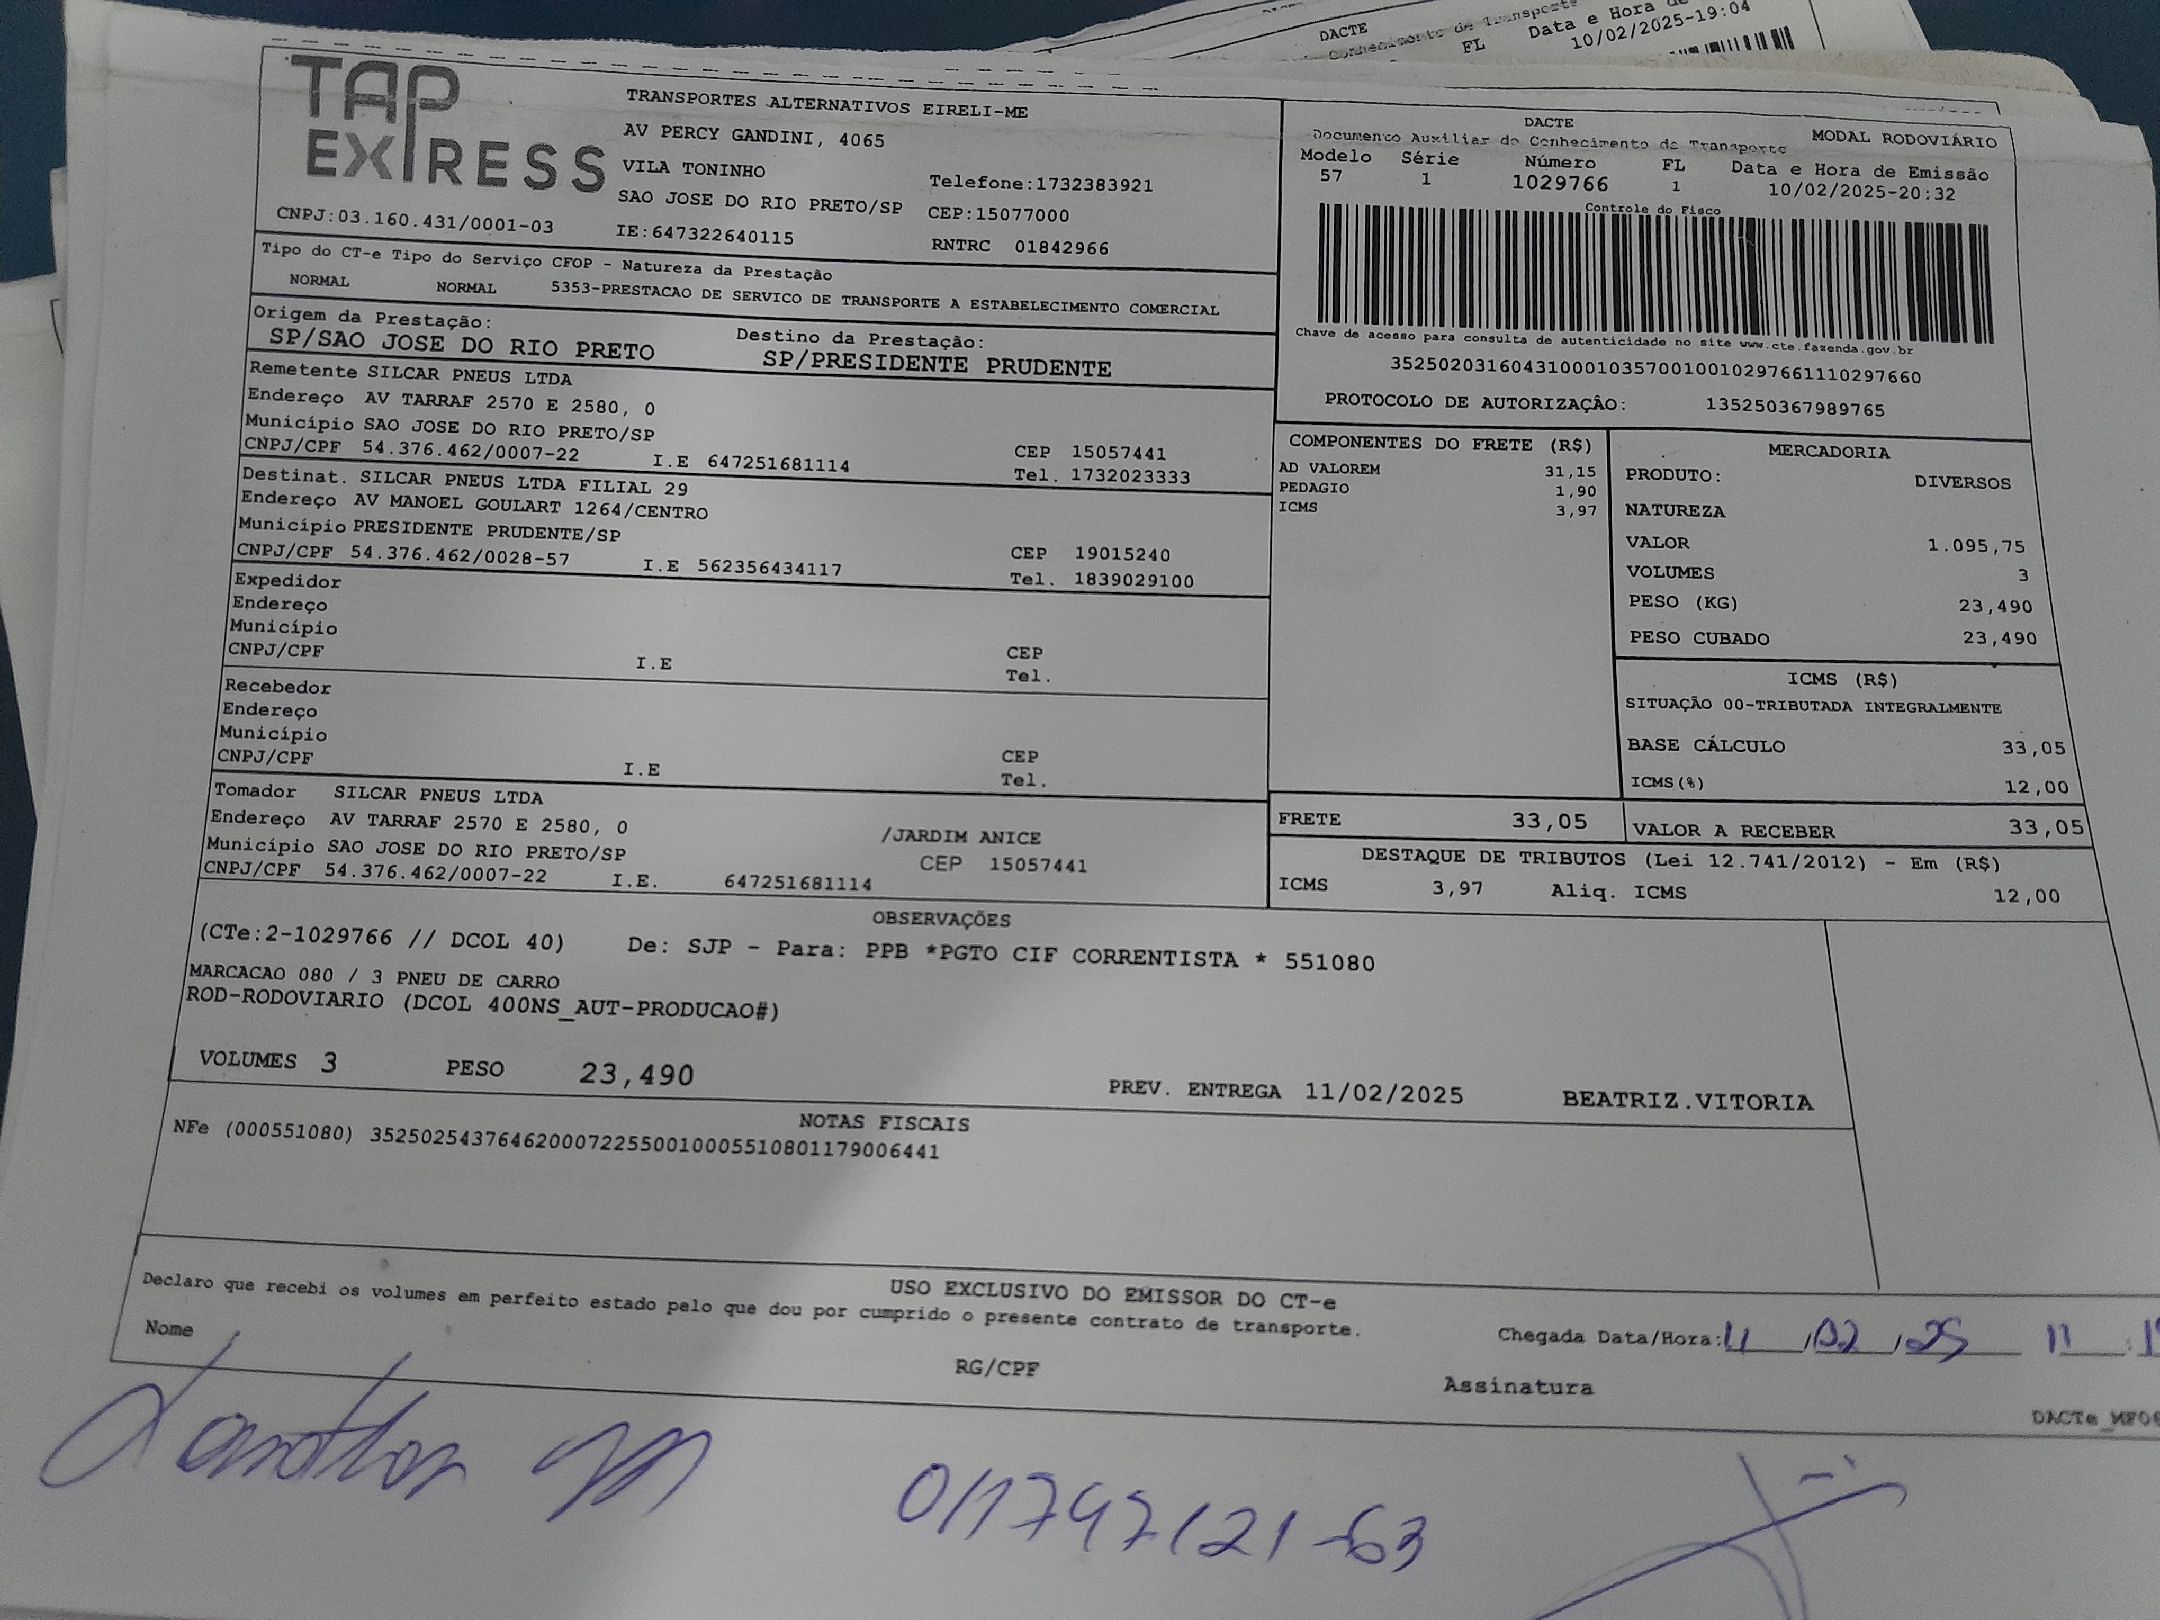 DACTE
Data e Hora de
FL
10/02/2025-19:04
TAP EXPRESS
TRANSPORTES ALTERNATIVOS EIRELI-ME
AV PERCY GANDINI, 4065
VILA TONINHO
Telefone:1732383921
SAO JOSE DO RIO PRETO/SP CEP:15077000
CNPJ:03.160.431/0001-03 IE:647322640115 RNTRC 01842966
DACTE MODAL RODOVIÁRIO
Documento Auxiliar do Conhecimento de Transporte
Modelo Série Número FL Data e Hora de Emissão
57 1 1029766 1 10/02/2025-20:32
Controle do Fisco
Chave de acesso para consulta de autenticidade no site www.cte.fazenda.gov.br
35250203160431000103570010010297661110297660
PROTOCOLO DE AUTORIZAÇÂO: 135250367989765
Tipo do CT-e Tipo do Serviço CFOP - Natureza da Prestação
NORMAL NORMAL 5353-PRESTACAO DE SERVICO DE TRANSPORTE A ESTABELECIMENTO COMERCIAL
Origem da Prestação: Destino da Prestação:
SP/SAO JOSE DO RIO PRETO SP/PRESIDENTE PRUDENTE
Remetente SILCAR PNEUS LTDA
Endereço AV TARRAF 2570 E 2580, 0
Município SAO JOSE DO RIO PRETO/SP CEP 15057441
CNPJ/CPF 54.376.462/0007-22 I.E 647251681114 Tel. 1732023333
Destinat. SILCAR PNEUS LTDA FILIAL 29
Endereço AV MANOEL GOULART 1264/CENTRO
Município PRESIDENTE PRUDENTE/SP CEP 19015240
CNPJ/CPF 54.376.462/0028-57 I.E 562356434117 Tel. 1839029100
Expedidor
Endereço
Município CEP
CNPJ/CPF I.E Tel.
Recebedor
Endereço
Município CEP
CNPJ/CPF I.E Tel.
Tomador SILCAR PNEUS LTDA
Endereço AV TARRAF 2570 E 2580, 0 /JARDIM ANICE
Município SAO JOSE DO RIO PRETO/SP CEP 15057441
CNPJ/CPF 54.376.462/0007-22 I.E. 647251681114
COMPONENTES DO FRETE (R$)
AD VALOREM 31,15
PEDAGIO 1,90
ICMS 3,97
MERCADORIA
PRODUTO: DIVERSOS
NATUREZA
VALOR 1.095,75
VOLUMES 3
PESO (KG) 23,490
PESO CUBADO 23,490
ICMS (R$)
SITUAÇÃO 00-TRIBUTADA INTEGRALMENTE
BASE CÁLCULO 33,05
ICMS(%) 12,00
FRETE 33,05 VALOR A RECEBER 33,05
DESTAQUE DE TRIBUTOS (Lei 12.741/2012) - Em (R$)
ICMS 3,97 Aliq. ICMS 12,00
OBSERVAÇÕES
(CTe:2-1029766 // DCOL 40) De: SJP - Para: PPB *PGTO CIF CORRENTISTA * 551080
MARCACAO 080 / 3 PNEU DE CARRO
ROD-RODOVIARIO (DCOL 400NS_AUT-PRODUCAO#)
VOLUMES 3 PESO 23,490 PREV. ENTREGA 11/02/2025 BEATRIZ.VITORIA
NOTAS FISCAIS
NFe (000551080) 35250254376462000722550010005510801179006441
USO EXCLUSIVO DO EMISSOR DO CT-e
Declaro que recebi os volumes em perfeito estado pelo que dou por cumprido o presente contrato de transporte.
Chegada Data/Hora: 11 /02 /25 11 :
Nome RG/CPF Assinatura